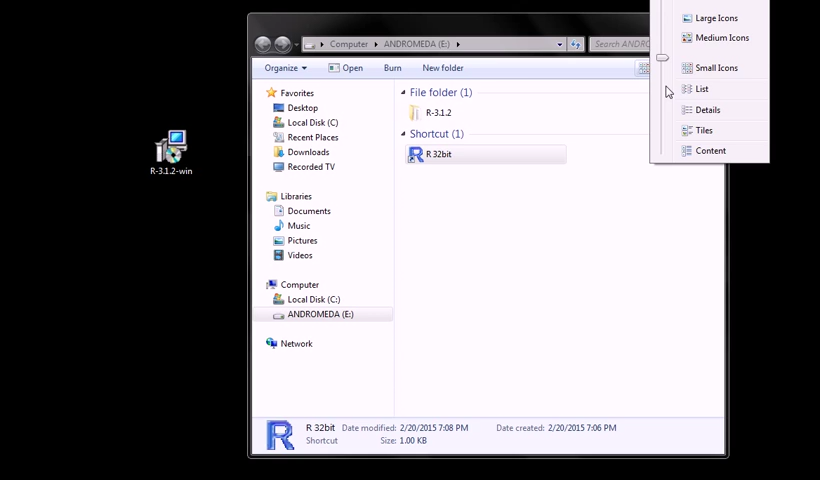 Large Icons
Medium Icons
Small Icons
List
Details
Tiles
Content
Computer ▸ ANDROMEDA (E:) ▸
Search ANDRO
Organize Open Burn New folder
Favorites
Desktop
Local Disk (C)
Recent Places
Downloads
Recorded TV
Libraries
Documents
Music
Pictures
Videos
Computer
Local Disk (C:)
ANDROMEDA (E:)
Network
File folder (1)
R-3.1.2
Shortcut (1)
R 32bit
R-3.1.2-win
R 32bit Date modified: 2/20/2015 7:08 PM Date created: 2/20/2015 7:06 PM
Shortcut Size: 1.00 KB